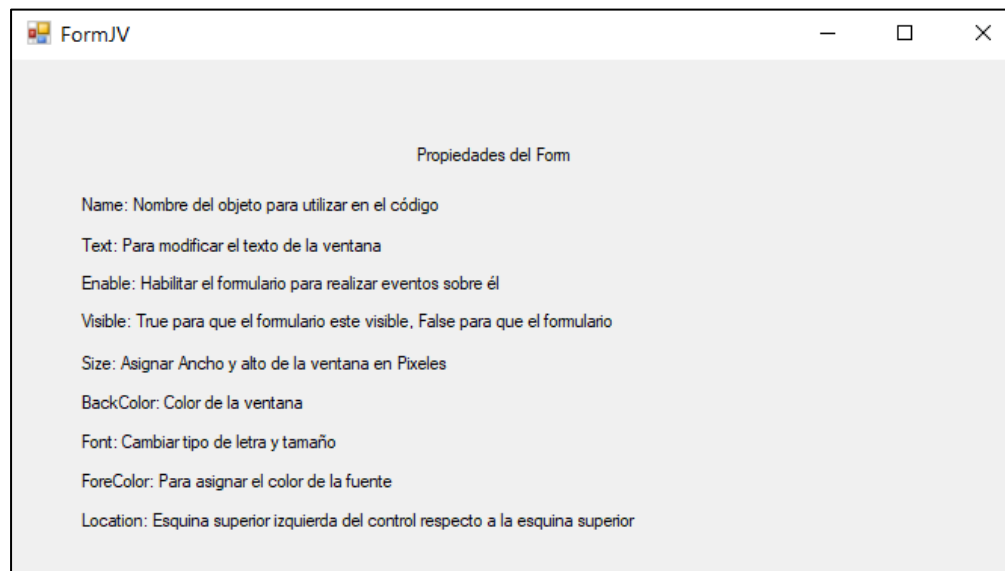 FormJV
Propiedades del Form
Name: Nombre del objeto para utilizar en el código
Text: Para modificar el texto de la ventana
Enable: Habilitar el formulario para realizar eventos sobre él
Visible: True para que el formulario este visible, False para que el formulario
Size: Asignar Ancho y alto de la ventana en Pixeles
BackColor: Color de la ventana
Font: Cambiar tipo de letra y tamaño
ForeColor: Para asignar el color de la fuente
Location: Esquina superior izquierda del control respecto a la esquina superior